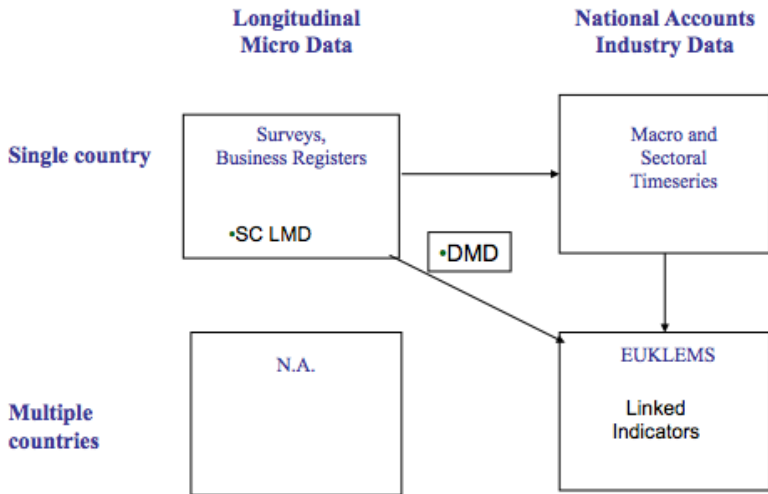 Longitudinal
Micro Data
National Accounts
Industry Data
Single country
Surveys,
Business Registers
•SC LMD
Macro and
Sectoral
Timeseries
•DMD
Multiple
countries
N.A.
EUKLEMS
Linked
Indicators